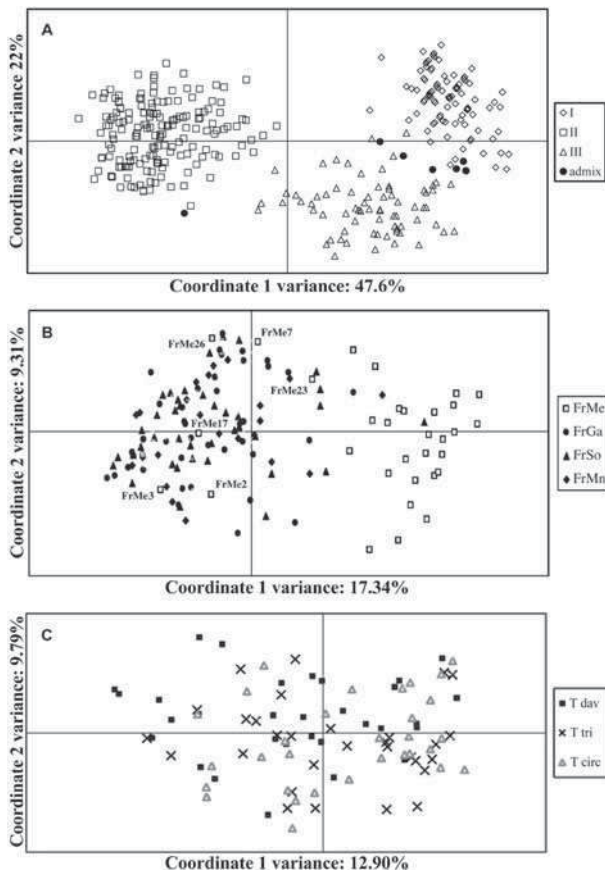 A
Coordinate 2 variance 22%
I
II
III
admix
Coordinate 1 variance: 47.6%
B
Coordinate 2 variance: 9.31%
FrMe26
FrMe7
FrMe23
FrMe17
FrMe3
FrMe2
FrMe
FrGa
FrSo
FrMn
Coordinate 1 variance: 17.34%
C
Coordinate 2 variance: 9.79%
T dav
T tri
T circ
Coordinate 1 variance: 12.90%